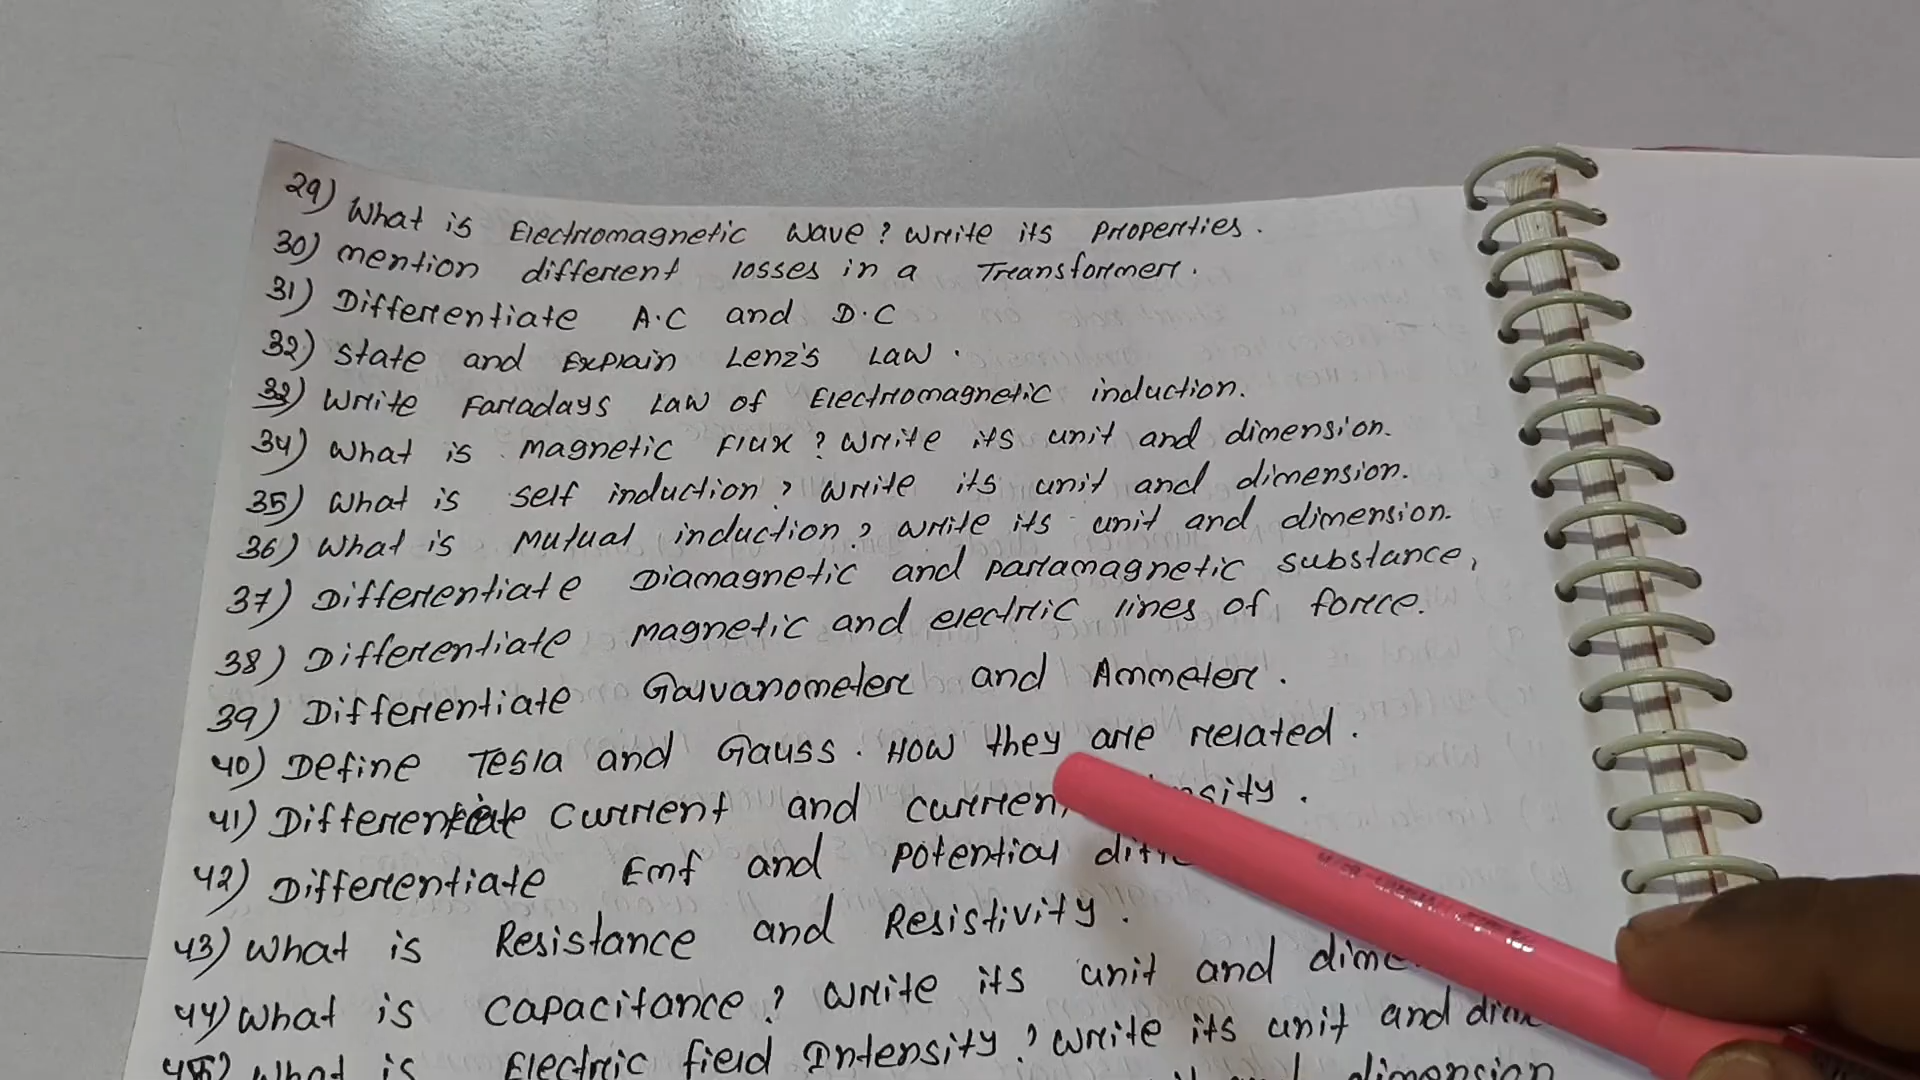 29) What is Electromagnetic Wave? Write its Properties.
30) mention different losses in a Transformer.
31) Differentiate A.C and D.C
32) State and Explain Lenz's Law.
33) Write Faradays Law of Electromagnetic induction.
34) What is magnetic Flux? Write its unit and dimension.
35) What is Self induction? Write its unit and dimension.
36) What is Mutual induction? Write its unit and dimension.
37) Differentiate Diamagnetic and paramagnetic substance,
38) Differentiate magnetic and electric lines of force.
39) Differentiate Galvanometer and Ammeter.
40) Define Tesla and Gauss. How they are related.
41) Differentiate Current and
42) Differentiate Emf and Potential
43) What is Resistance and Resistivity.
44) What is Capacitance? Write its unit and
45) What is Electric field Intensity? Write its unit and
dimension